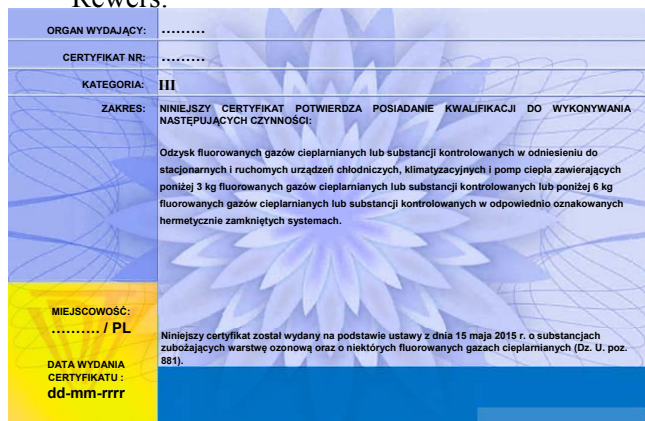 Rewers:
ORGAN WYDAJĄCY: .........
CERTYFIKAT NR: .........
KATEGORIA: III
ZAKRES: NINIEJSZY CERTYFIKAT POTWIERDZA POSIADANIE KWALIFIKACJI DO WYKONYWANIA
NASTĘPUJĄCYCH CZYNNOŚCI:
Odzysk fluorowanych gazów cieplarnianych lub substancji kontrolowanych w odniesieniu do
stacjonarnych i ruchomych urządzeń chłodniczych, klimatyzacyjnych i pomp ciepła zawierających
poniżej 3 kg fluorowanych gazów cieplarnianych lub substancji kontrolowanych lub poniżej 6 kg
fluorowanych gazów cieplarnianych lub substancji kontrolowanych w odpowiednio oznakowanych
hermetycznie zamkniętych systemach.
MIEJSCOWOŚĆ:
.......... / PL
Niniejszy certyfikat został wydany na podstawie ustawy z dnia 15 maja 2015 r. o substancjach
zubożających warstwę ozonową oraz o niektórych fluorowanych gazach cieplarnianych (Dz. U. poz.
881).
DATA WYDANIA
CERTYFIKATU :
dd-mm-rrrr